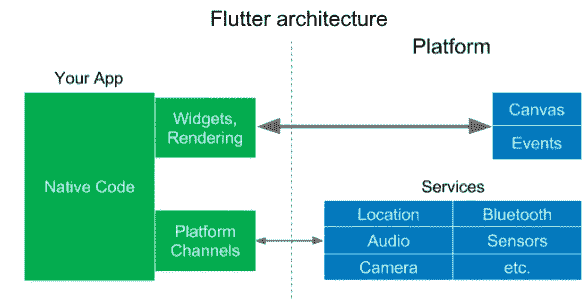 Flutter architecture
Platform
Your App
Native Code
Widgets,
Rendering
Platform
Channels
Canvas
Events
Services
Location
Bluetooth
Audio
Sensors
Camera
etc.